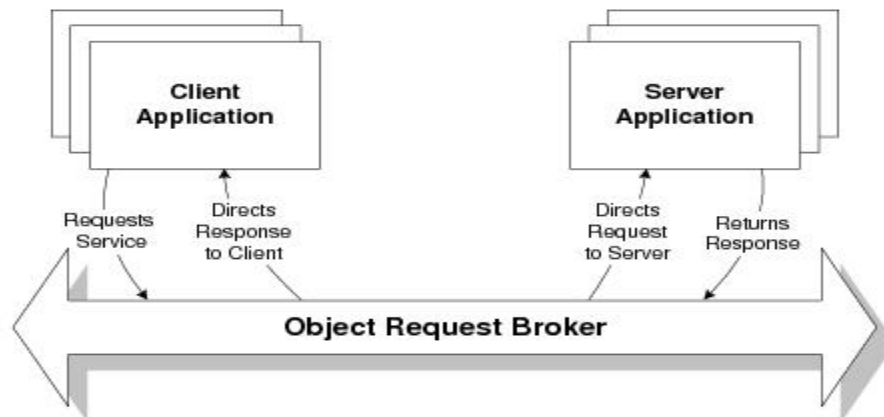 Client
Application
Server
Application
Requests
Service
Directs
Response
to Client
Directs
Request
to Server
Returns
Response
Object Request Broker